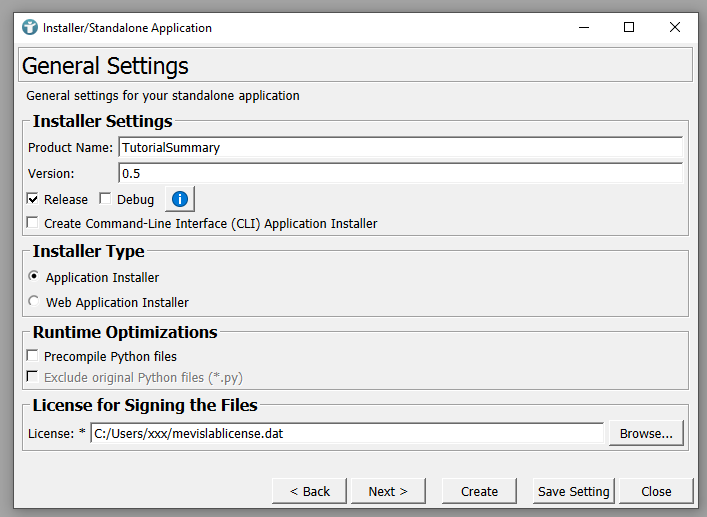 Installer/Standalone Application
General Settings
General settings for your standalone application
Installer Settings
Product Name: TutorialSummary
Version: 0.5
Release Debug
Create Command-Line Interface (CLI) Application Installer
Installer Type
Application Installer
Web Application Installer
Runtime Optimizations
Precompile Python files
Exclude original Python files (*.py)
License for Signing the Files
License: * C:/Users/xxx/mevislablicense.dat Browse...
< Back Next > Create Save Setting Close